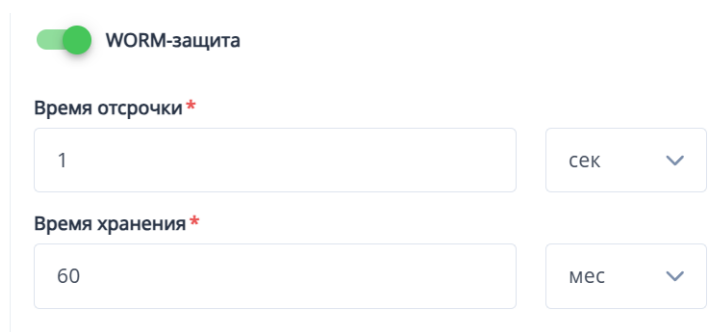 WORM-защита
Время отсрочки *
1 сек
Время хранения *
60 мес